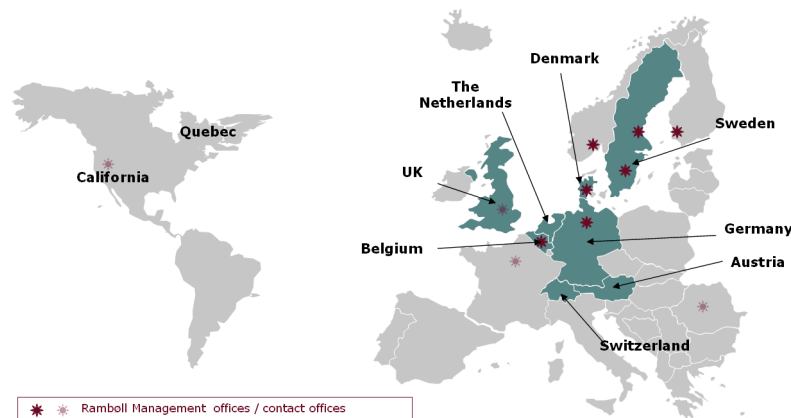 Denmark
The
Netherlands
Quebec
Sweden
California
UK
Germany
Belgium
Austria
Switzerland
Ramboll Management offices / contact offices